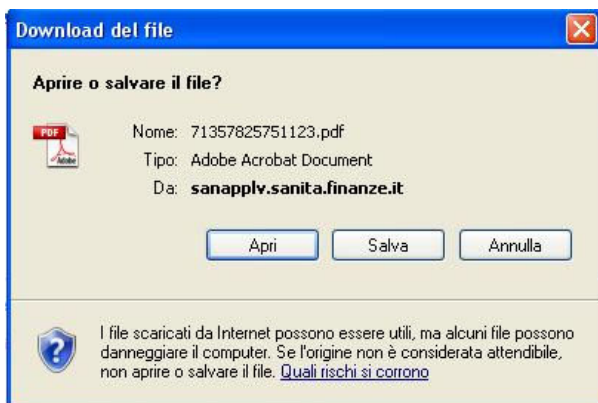 Download del file
Aprire o salvare il file?
PDF
Adobe
Nome: 71357825751123.pdf
Tipo: Adobe Acrobat Document
Da: sanapplv.sanita.finanze.it
Apri Salva Annulla
I file scaricati da Internet possono essere utili, ma alcuni file possono
danneggiare il computer. Se l'origine non è considerata attendibile,
non aprire o salvare il file. Quali rischi si corrono